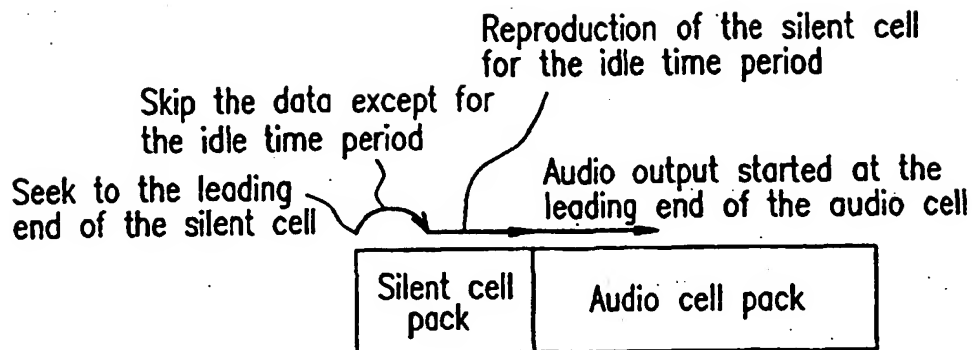 Reproduction of the silent cell
for the idle time period
Skip the data except for
the idle time period
Seek to the leading
end of the silent cell
Audio output started at the
leading end of the audio cell
Silent cell
pack
Audio cell pack